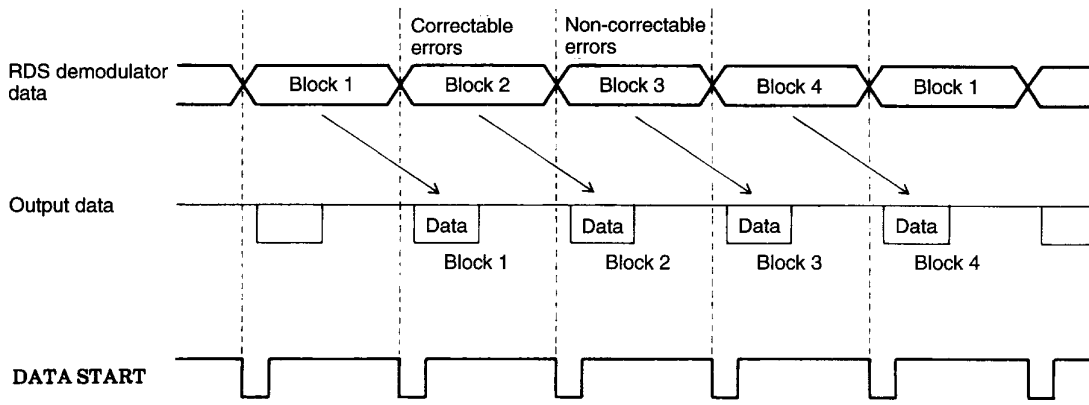 Correctable
errors
Non-correctable
errors
RDS demodulator
data
Block 1
Block 2
Block 3
Block 4
Block 1
Output data
Data
Data
Data
Data
Block 1
Block 2
Block 3
Block 4
DATA START